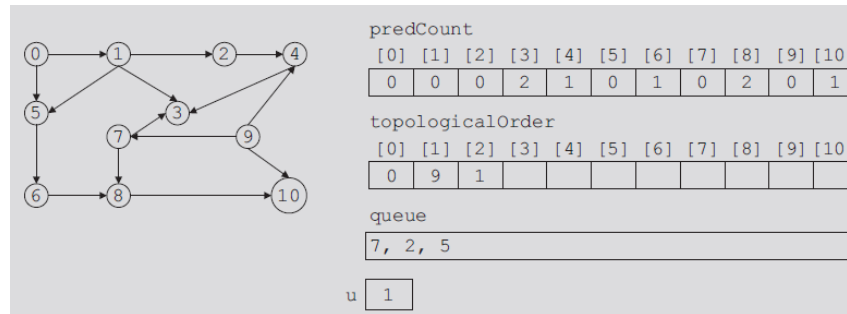 0 1 2 4
5 3
7 9
6 8 10
predCount
[0] [1] [2] [3] [4] [5] [6] [7] [8] [9] [10
0 0 0 2 1 0 1 0 2 0 1
topologicalOrder
[0] [1] [2] [3] [4] [5] [6] [7] [8] [9] [10
0 9 1
queue
7, 2, 5
u 1